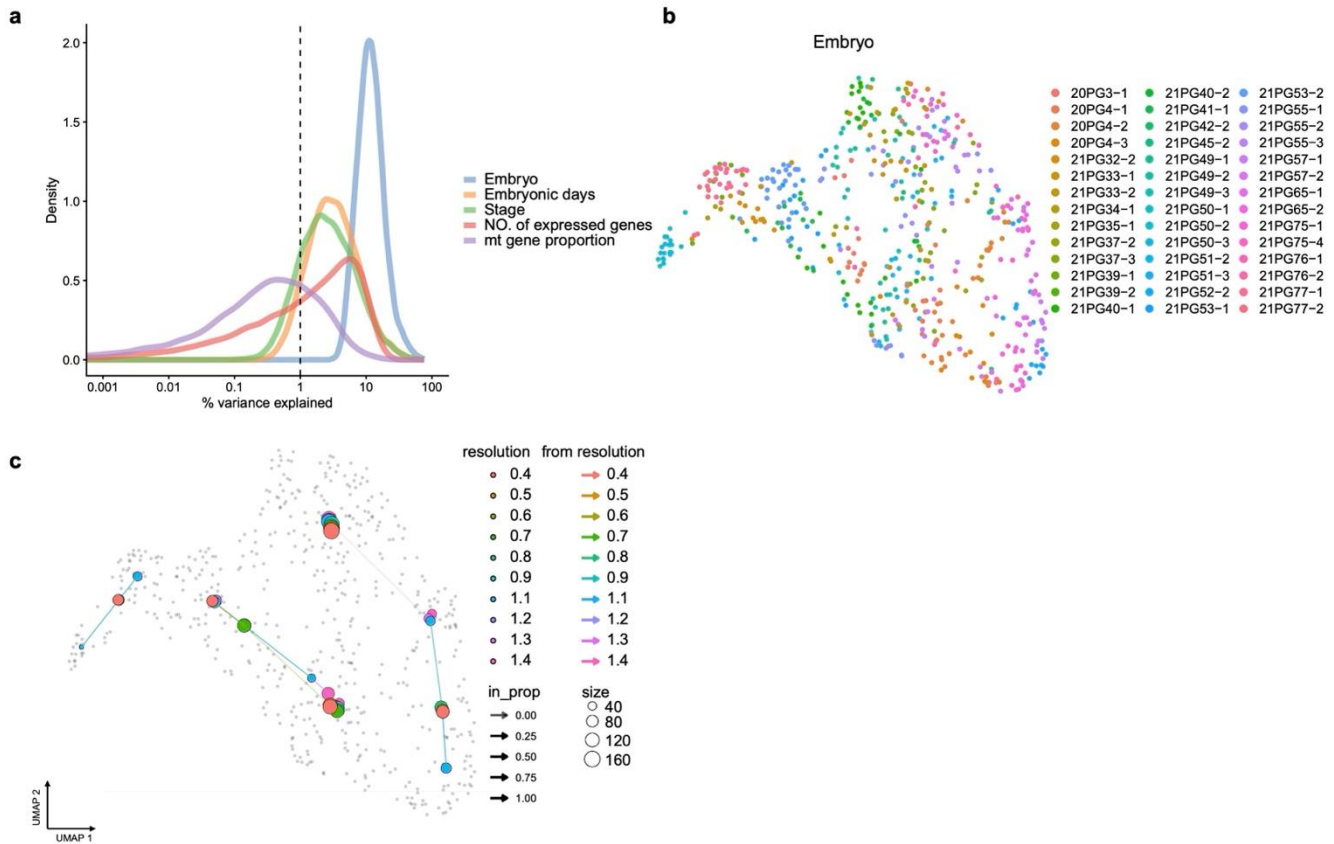 a
2.0
1.5
1.0
0.5
0.0
Density
0.001 0.01 0.1 1 10 100
% variance explained
Embryo
Embryonic days
Stage
NO. of expressed genes
mt gene proportion
b
Embryo
20PG3-1 21PG40-2 21PG53-2
20PG4-1 21PG41-1 21PG55-1
20PG4-2 21PG42-2 21PG55-2
20PG4-3 21PG45-2 21PG55-3
21PG32-2 21PG49-1 21PG57-1
21PG33-1 21PG49-2 21PG57-2
21PG33-2 21PG49-3 21PG65-1
21PG34-1 21PG50-1 21PG65-2
21PG35-1 21PG50-2 21PG75-1
21PG37-2 21PG50-3 21PG75-4
21PG37-3 21PG51-2 21PG76-1
21PG39-1 21PG51-3 21PG76-2
21PG39-2 21PG52-2 21PG77-1
21PG40-1 21PG53-1 21PG77-2
c
resolution from resolution
0.4 0.4
0.5 0.5
0.6 0.6
0.7 0.7
0.8 0.8
0.9 0.9
1.1 1.1
1.2 1.2
1.3 1.3
1.4 1.4
in_prop size
0.00 40
0.25 80
0.50 120
0.75 160
1.00
UMAP 2
UMAP 1